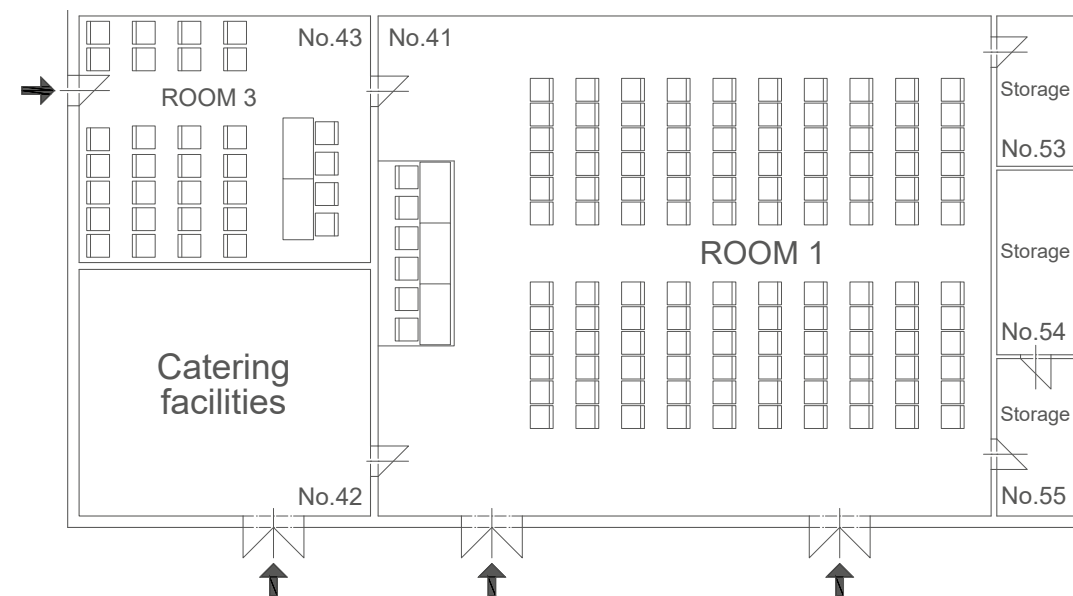 No.43
No.41
ROOM 3
Storage
No.53
ROOM 1
Storage
No.54
Catering
facilities
Storage
No.42
No.55